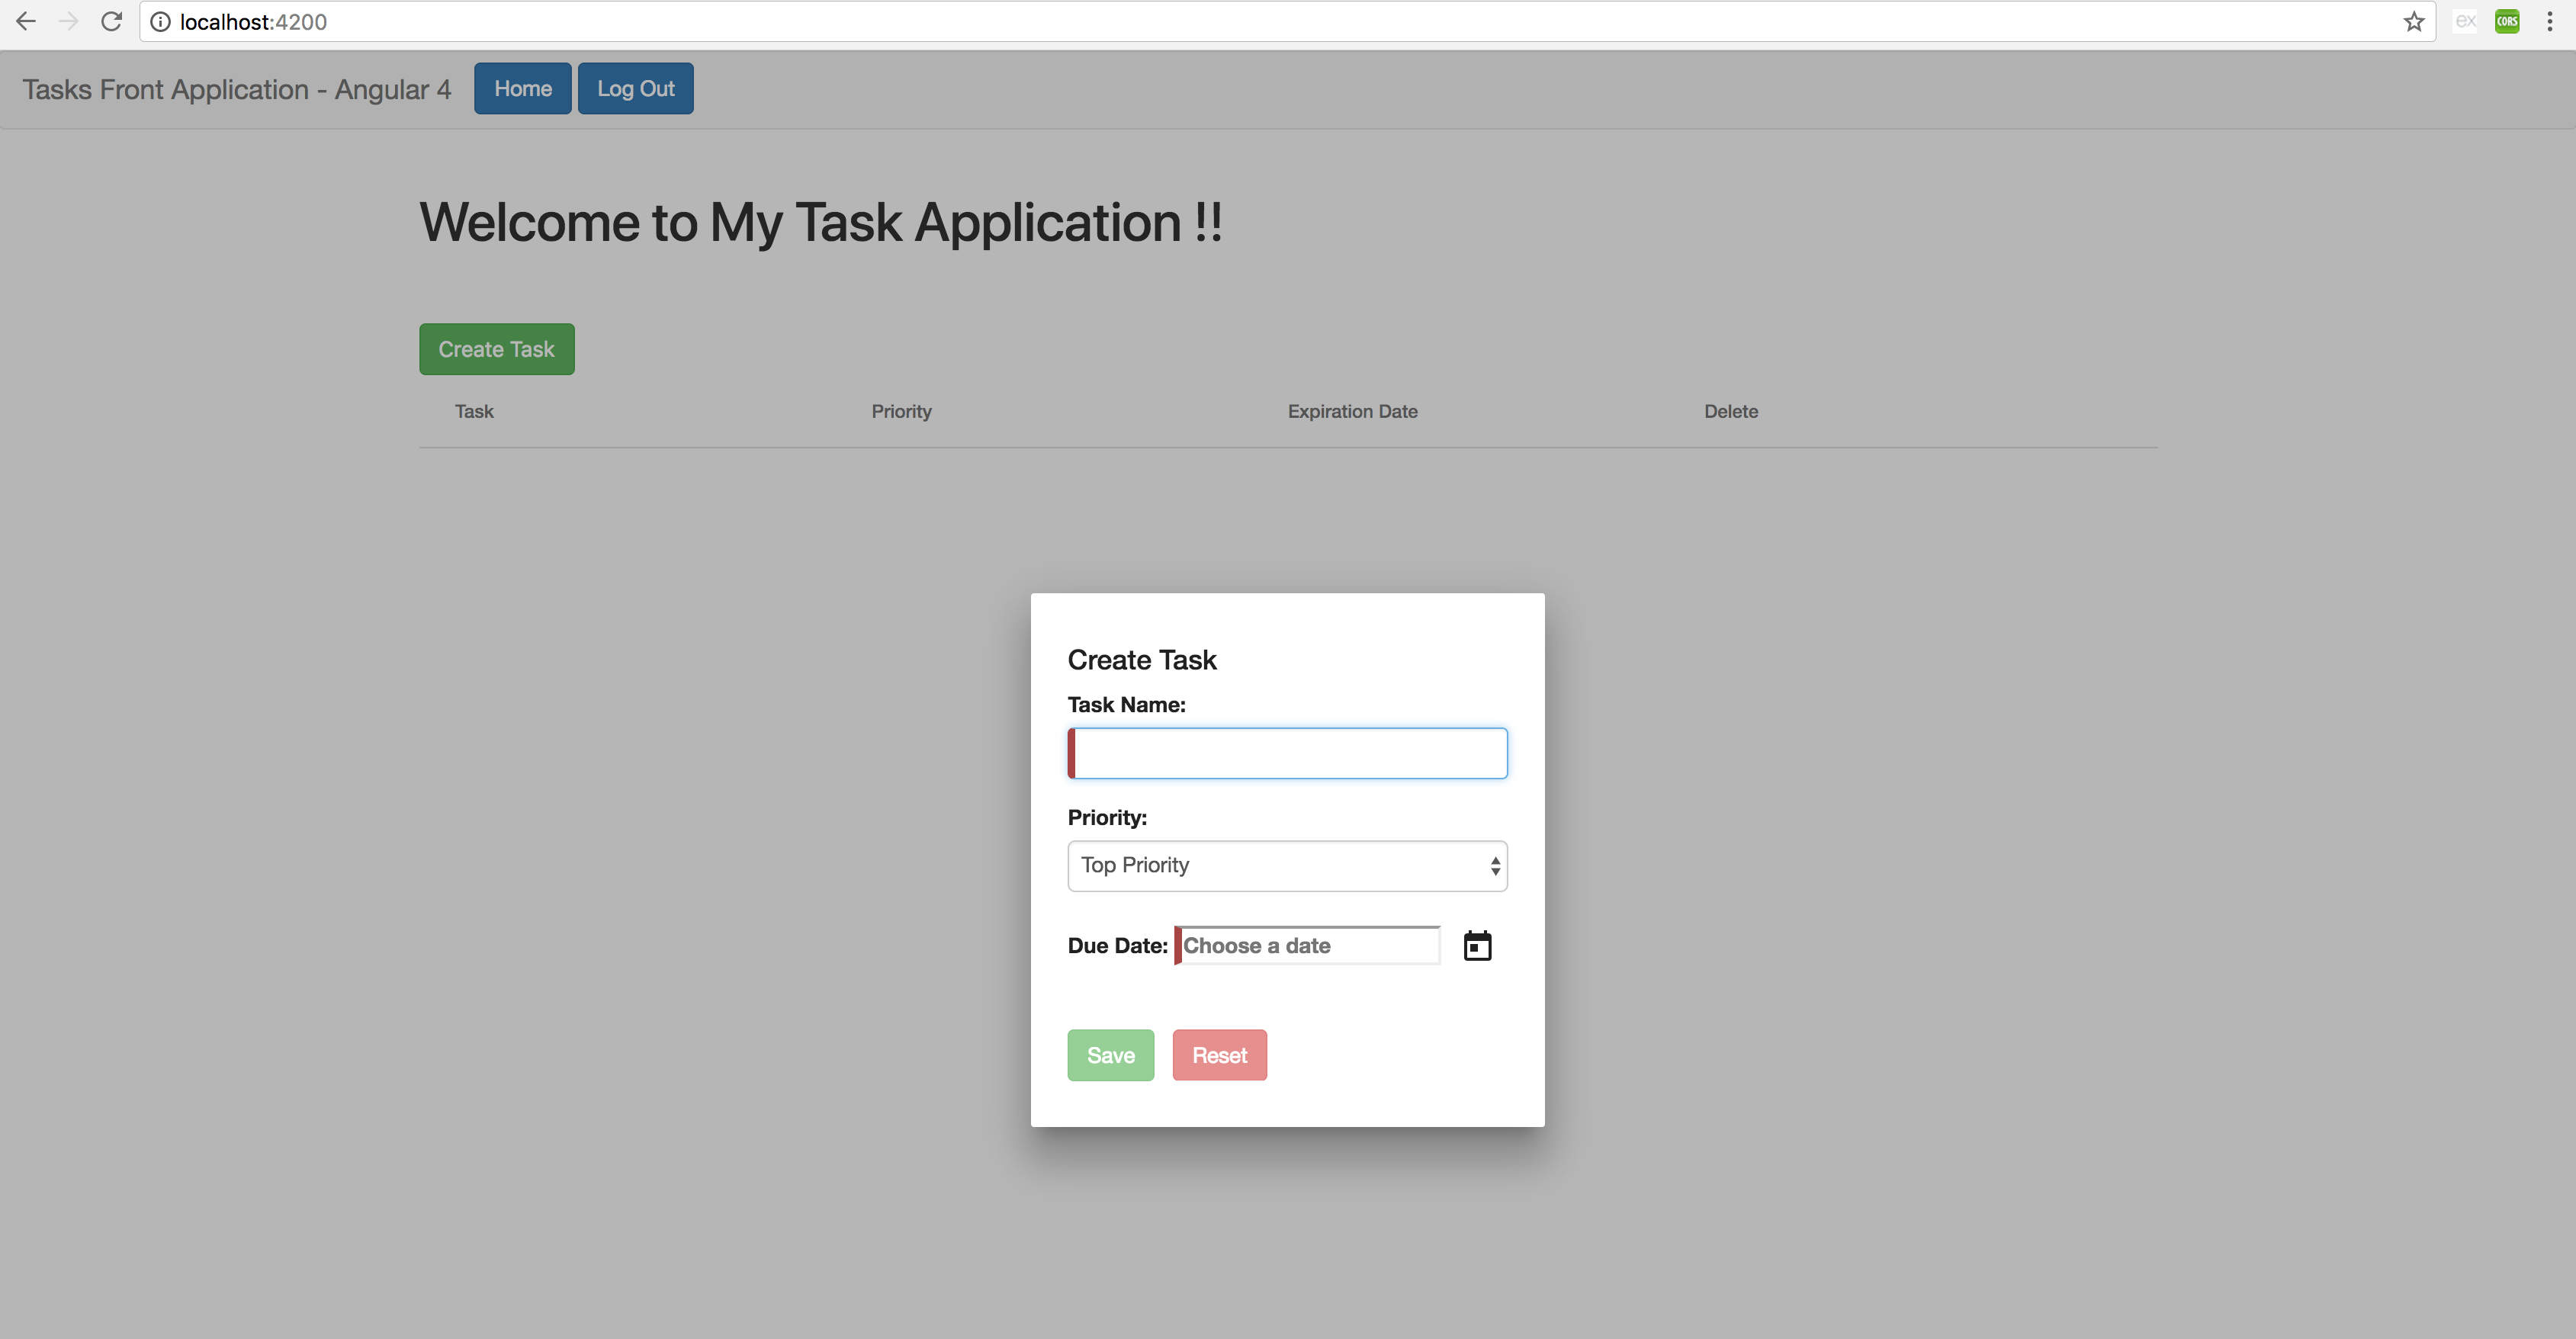 localhost:4200
ex
CORS
Tasks Front Application - Angular 4 Home Log Out
Welcome to My Task Application !!
Create Task
Task Priority Expiration Date Delete
Create Task
Task Name:
Priority:
Top Priority
Due Date: Choose a date
Save Reset